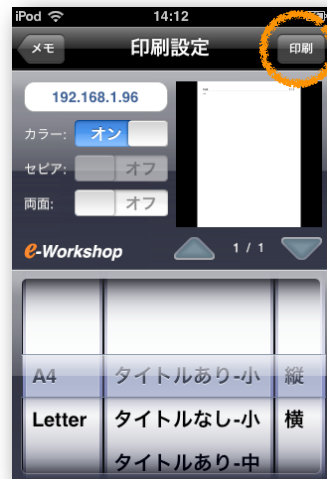 iPod 14:12
メモ 印刷設定 印刷
192.168.1.96
カラー: オン
セピア: オフ
両面: オフ
e-Workshop 1 / 1
A4 タイトルあり-小 縦
Letter タイトルなし-小 横
タイトルあり-中